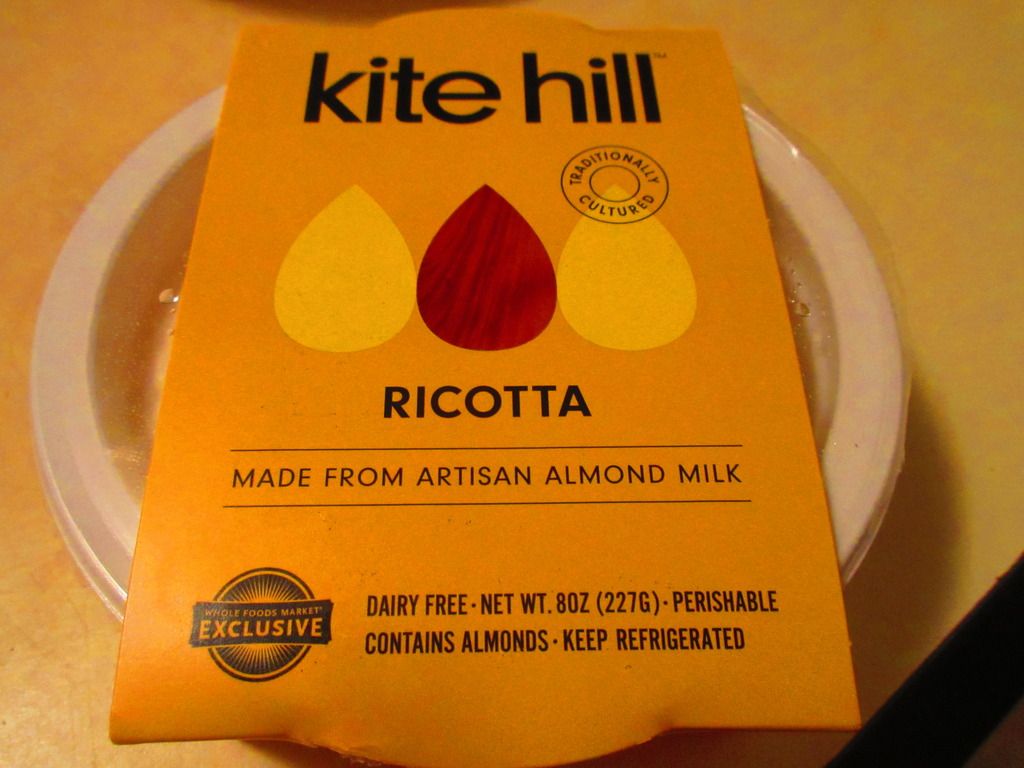 kite hill™
TRADITIONALLY
CULTURED
RICOTTA
MADE FROM ARTISAN ALMOND MILK
WHOLE FOODS MARKET®
EXCLUSIVE
DAIRY FREE · NET WT. 8OZ (227G) · PERISHABLE
CONTAINS ALMONDS · KEEP REFRIGERATED